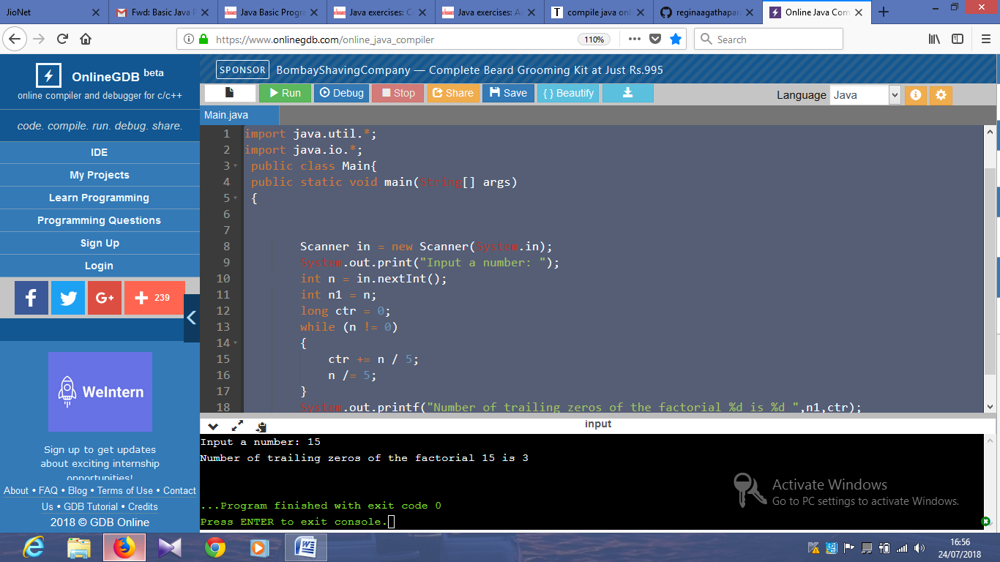 JioNet
Fwd: Basic Java P
Java Basic Progra
Java exercises: C
Java exercises: A
compile java onl
reginaagathapar
Online Java Com
https://www.onlinegdb.com/online_java_compiler
110%
Search
OnlineGDB beta
online compiler and debugger for c/c++
code. compile. run. debug. share.
IDE
My Projects
Learn Programming
Programming Questions
Sign Up
Login
239
WeIntern
Sign up to get updates
about exciting internship
opportunities!
About • FAQ • Blog • Terms of Use • Contact
Us • GDB Tutorial • Credits
2018 © GDB Online
SPONSOR BombayShavingCompany — Complete Beard Grooming Kit at Just Rs.995
Run Debug Stop Share Save { } Beautify
Language Java
Main.java
1 import java.util.*;
2 import java.io.*;
3 public class Main{
4 public static void main(String[] args)
5 {
6
7
8 Scanner in = new Scanner(System.in);
9 System.out.print("Input a number: ");
10 int n = in.nextInt();
11 int n1 = n;
12 long ctr = 0;
13 while (n != 0)
14 {
15 ctr += n / 5;
16 n /= 5;
17 }
18 System.out.printf("Number of trailing zeros of the factorial %d is %d ",n1,ctr);
input
Input a number: 15
Number of trailing zeros of the factorial 15 is 3
...Program finished with exit code 0
Press ENTER to exit console.
Activate Windows
Go to PC settings to activate Windows.
16:56
24/07/2018